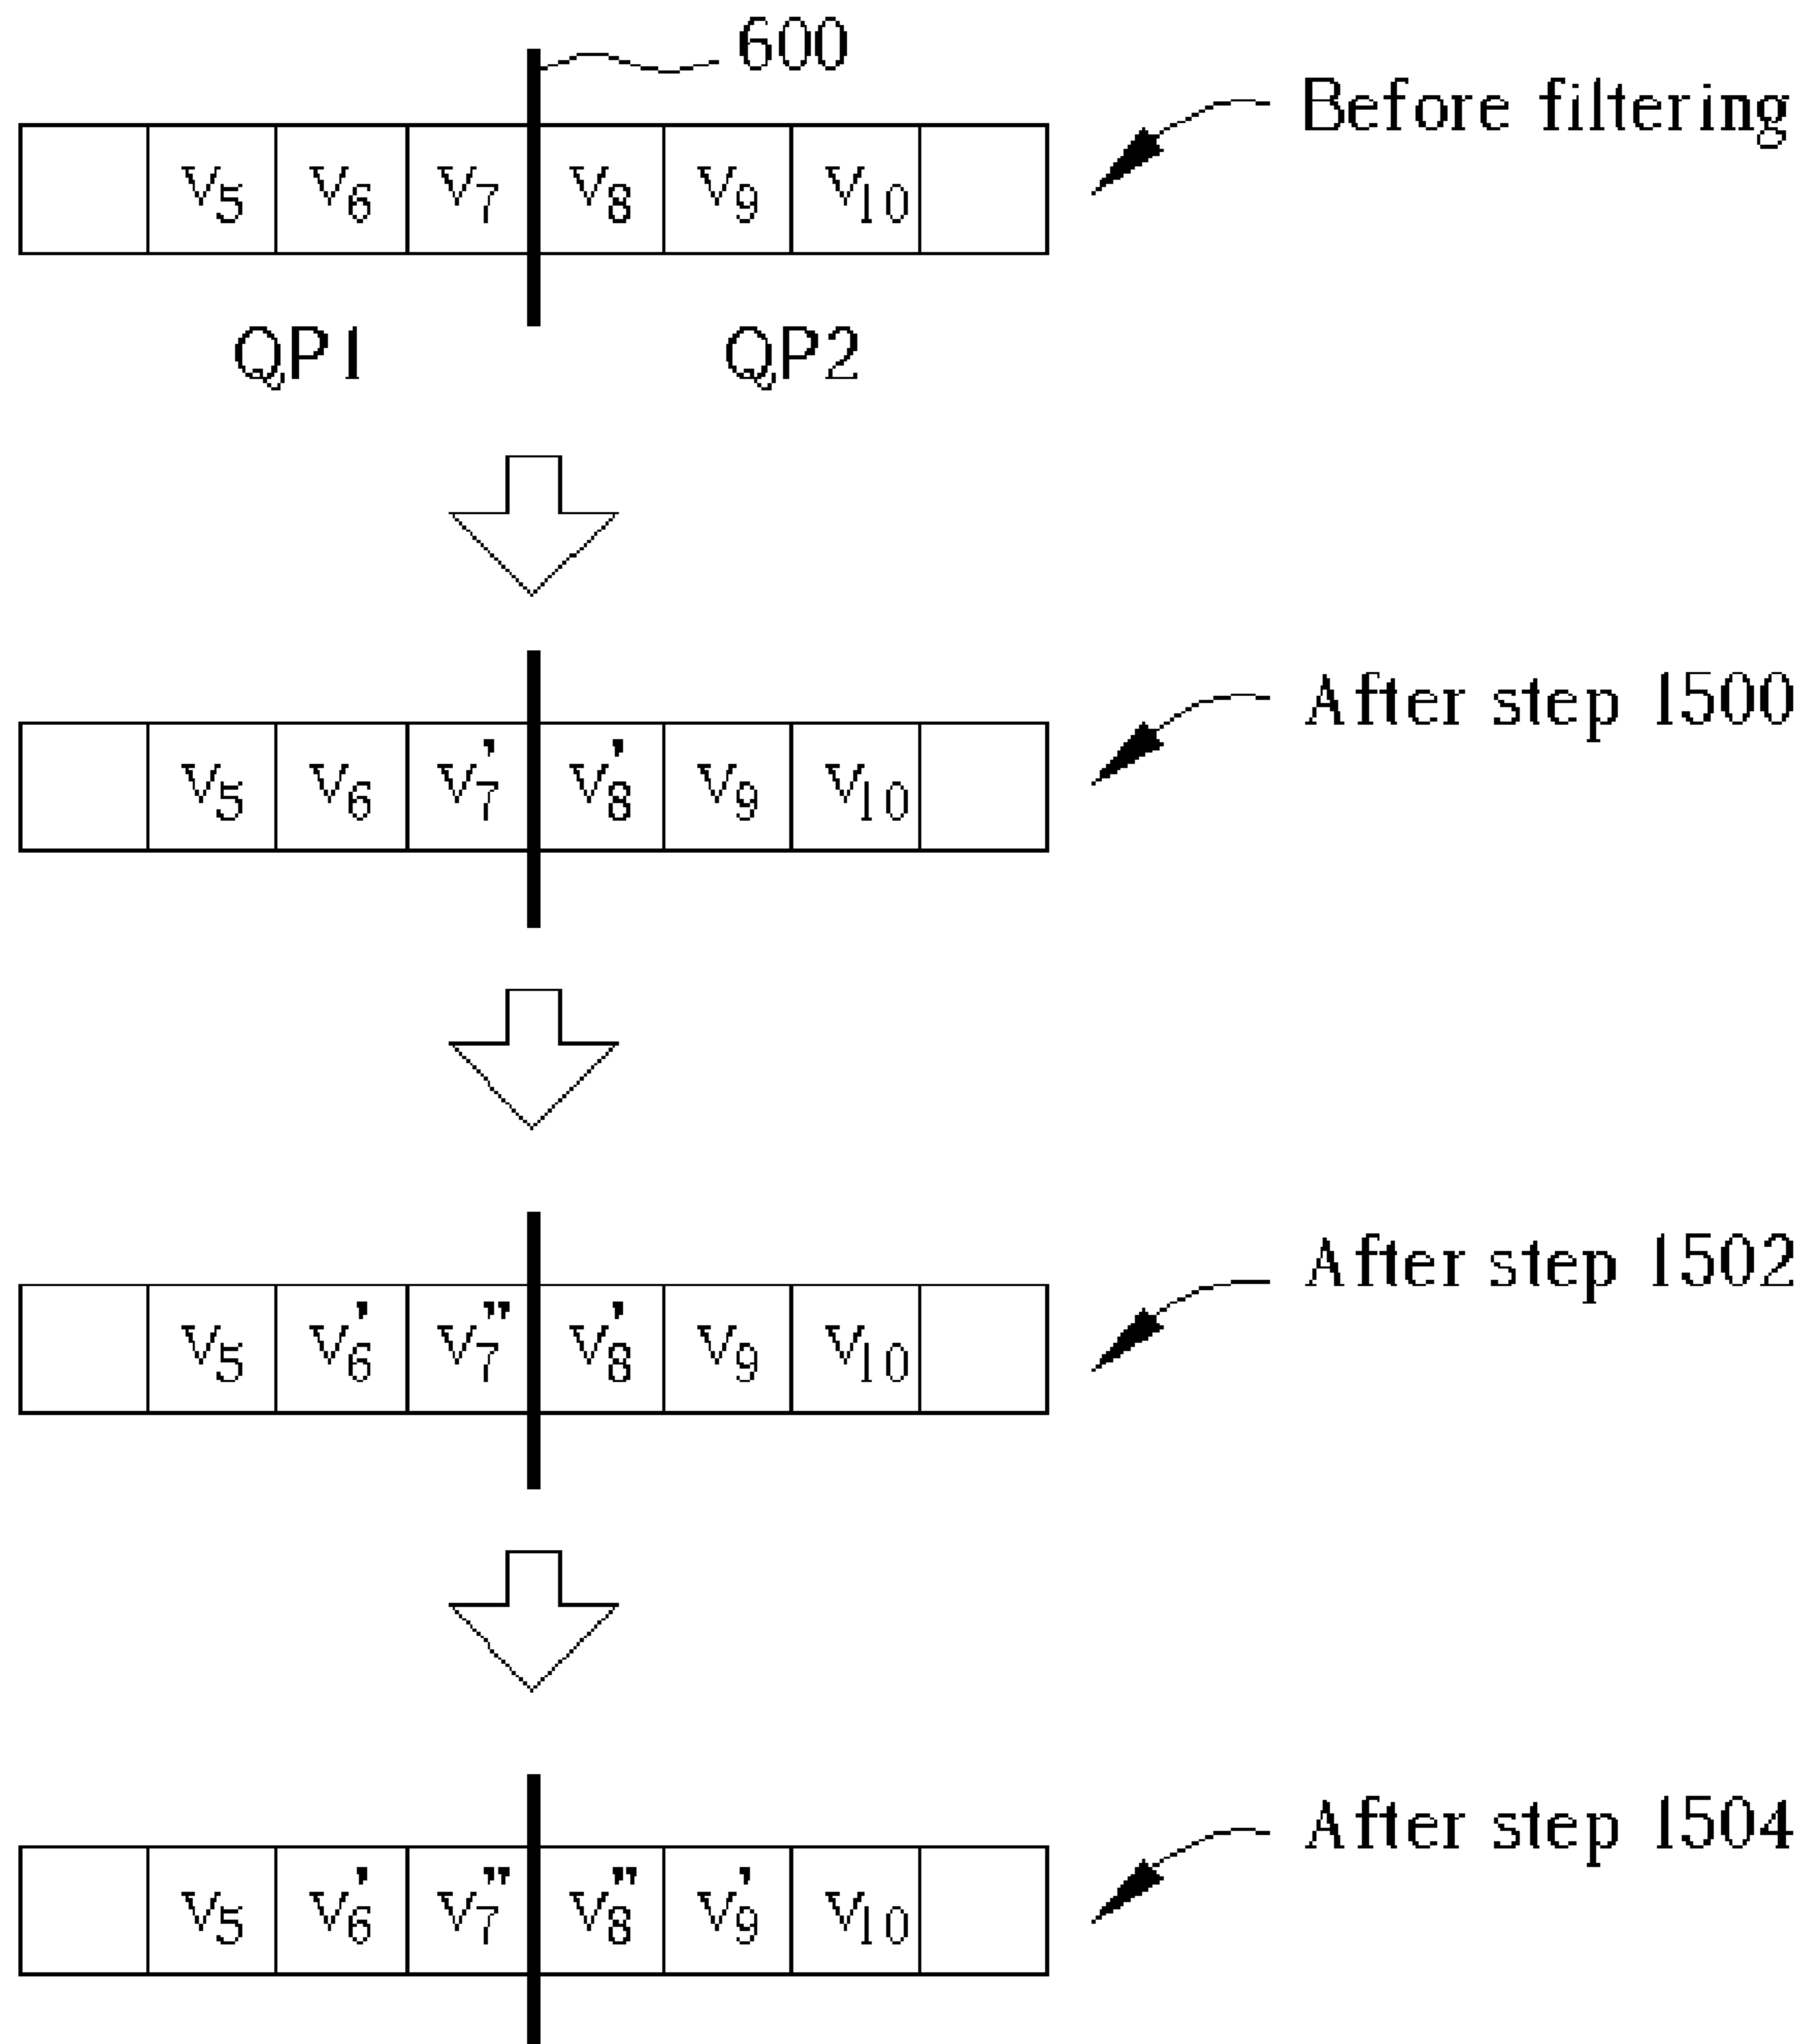 600
Before filtering
V5 V6 V7 V8 V9 V10
QP1 QP2
After step 1500
V5 V6 V7' V8' V9 V10
After step 1502
V5 V6' V7" V8' V9 V10
After step 1504
V5 V6' V7" V8" V9' V10